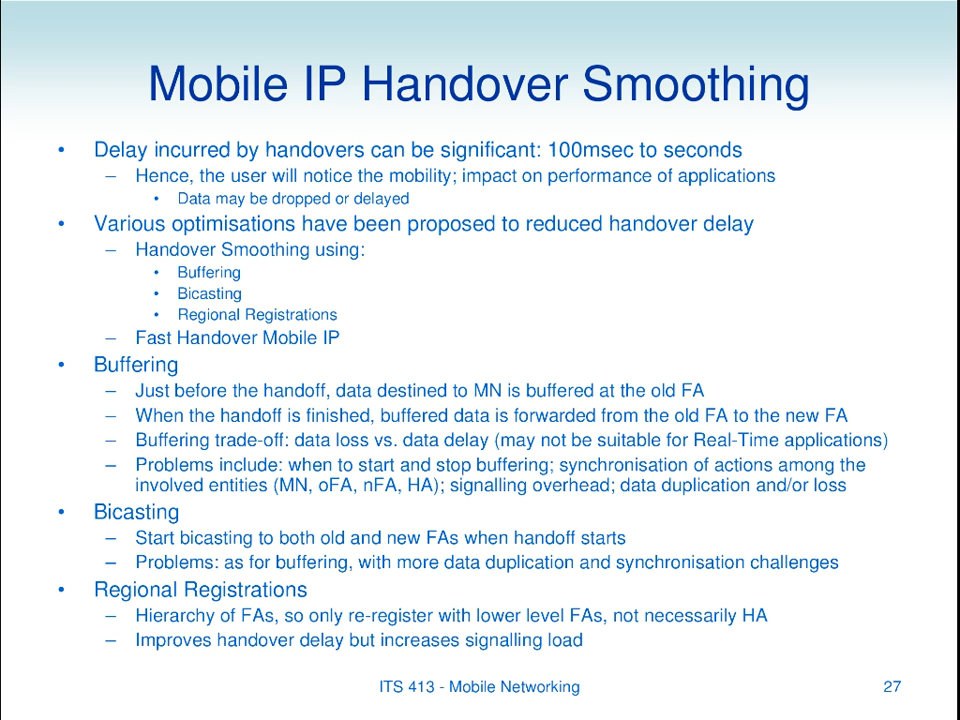 Mobile IP Handover Smoothing
• Delay incurred by handovers can be significant: 100msec to seconds
– Hence, the user will notice the mobility; impact on performance of applications
• Data may be dropped or delayed
• Various optimisations have been proposed to reduced handover delay
– Handover Smoothing using:
• Buffering
• Bicasting
• Regional Registrations
– Fast Handover Mobile IP
• Buffering
– Just before the handoff, data destined to MN is buffered at the old FA
– When the handoff is finished, buffered data is forwarded from the old FA to the new FA
– Buffering trade-off: data loss vs. data delay (may not be suitable for Real-Time applications)
– Problems include: when to start and stop buffering; synchronisation of actions among the
involved entities (MN, oFA, nFA, HA); signalling overhead; data duplication and/or loss
• Bicasting
– Start bicasting to both old and new FAs when handoff starts
– Problems: as for buffering, with more data duplication and synchronisation challenges
• Regional Registrations
– Hierarchy of FAs, so only re-register with lower level FAs, not necessarily HA
– Improves handover delay but increases signalling load
ITS 413 - Mobile Networking
27